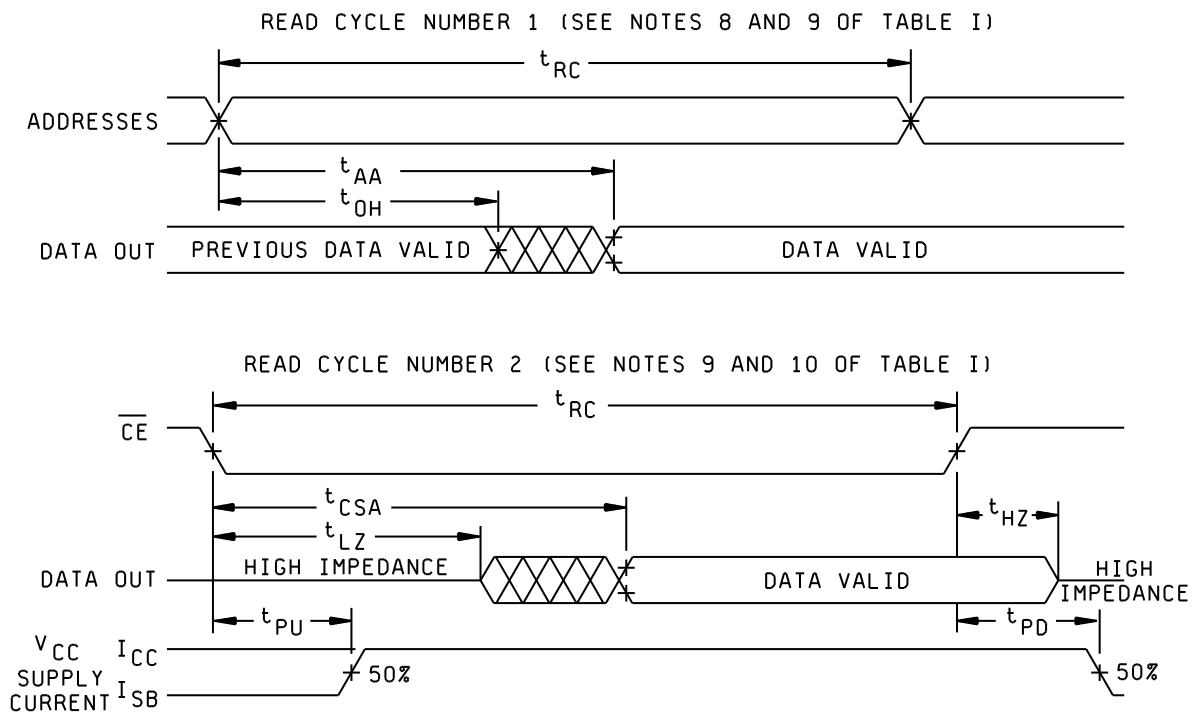 READ CYCLE NUMBER 1 (SEE NOTES 8 AND 9 OF TABLE I)
tRC
ADDRESSES
tAA
tOH
DATA OUT PREVIOUS DATA VALID DATA VALID
READ CYCLE NUMBER 2 (SEE NOTES 9 AND 10 OF TABLE I)
tRC
C̅E̅
tCSA
tHZ
tLZ
HIGH IMPEDANCE
DATA OUT DATA VALID HIGH
IMPEDANCE
tPU tPD
VCC ICC
SUPPLY 50% 50%
CURRENT ISB